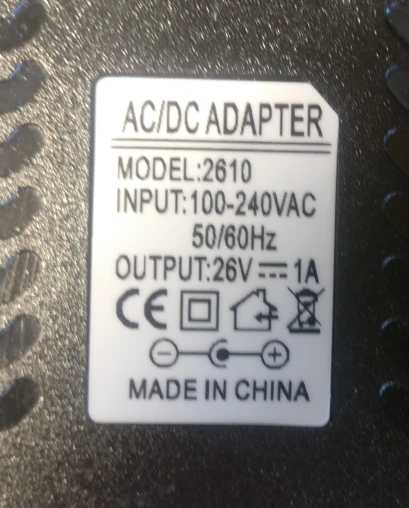 AC/DC ADAPTER
MODEL:2610
INPUT:100-240VAC
50/60Hz
OUTPUT:26V⎓1A
CE
MADE IN CHINA